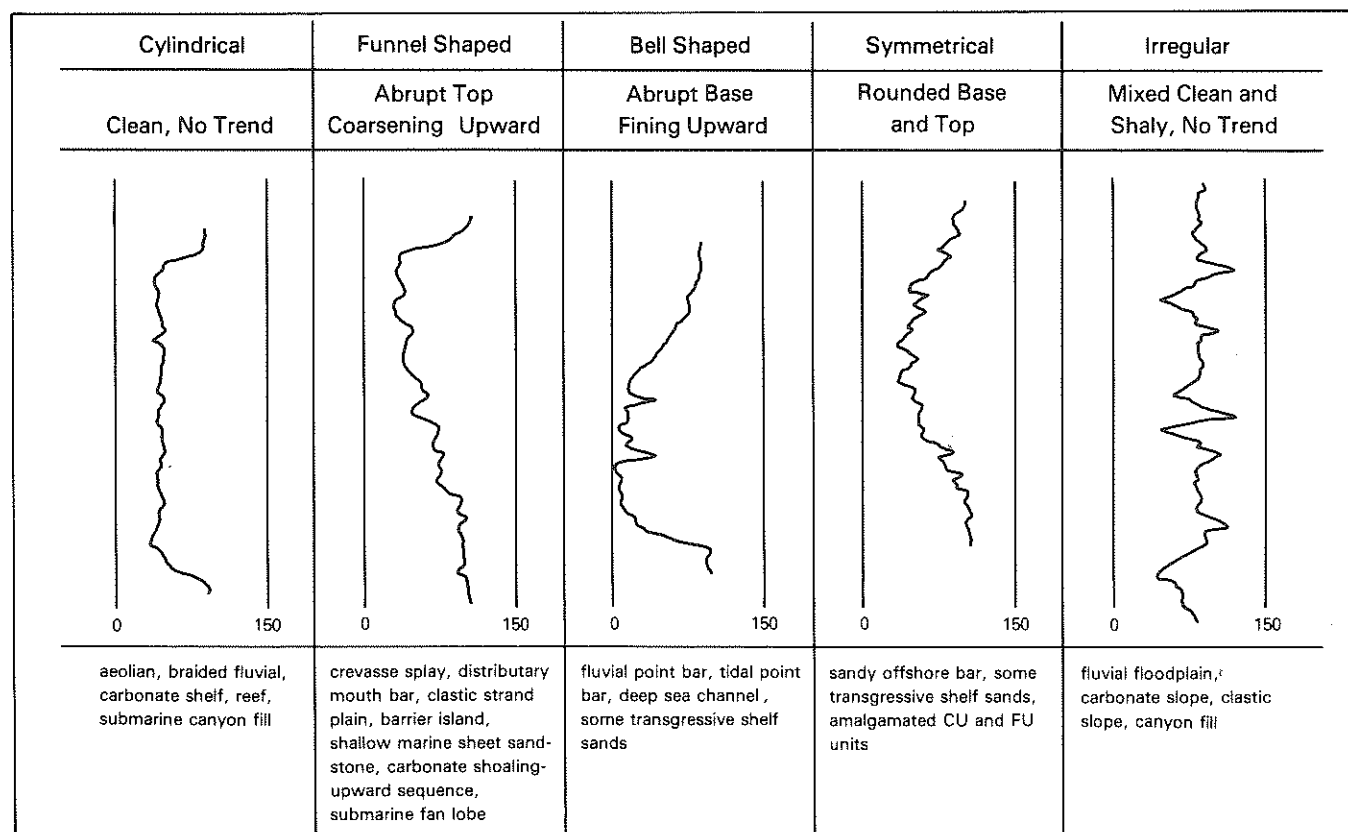 Cylindrical
Funnel Shaped
Bell Shaped
Symmetrical
Irregular
Clean, No Trend
Abrupt Top
Coarsening Upward
Abrupt Base
Fining Upward
Rounded Base
and Top
Mixed Clean and
Shaly, No Trend
0 150
0 150
0 150
0 150
0 150
aeolian, braided fluvial,
carbonate shelf, reef,
submarine canyon fill
crevasse splay, distributary
mouth bar, clastic strand
plain, barrier island,
shallow marine sheet sand-
stone, carbonate shoaling-
upward sequence,
submarine fan lobe
fluvial point bar, tidal point
bar, deep sea channel,
some transgressive shelf
sands
sandy offshore bar, some
transgressive shelf sands,
amalgamated CU and FU
units
fluvial floodplain,
carbonate slope, clastic
slope, canyon fill